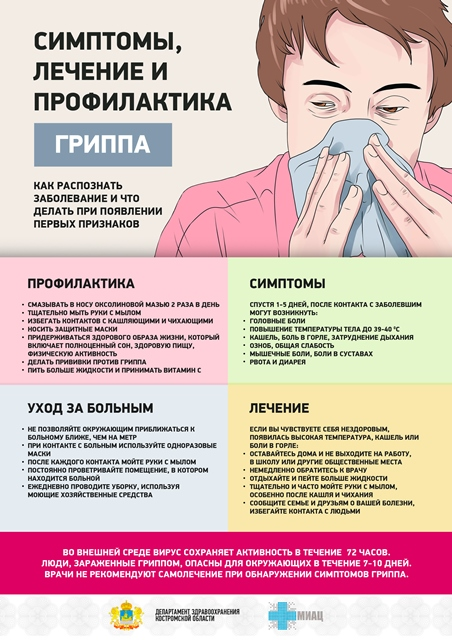 СИМПТОМЫ,
ЛЕЧЕНИЕ И
ПРОФИЛАКТИКА
ГРИППА
КАК РАСПОЗНАТЬ
ЗАБОЛЕВАНИЕ И ЧТО
ДЕЛАТЬ ПРИ ПОЯВЛЕНИИ
ПЕРВЫХ ПРИЗНАКОВ
ПРОФИЛАКТИКА
• СМАЗЫВАТЬ В НОСУ ОКСОЛИНОВОЙ МАЗЬЮ 2 РАЗА В ДЕНЬ
• ТЩАТЕЛЬНО МЫТЬ РУКИ С МЫЛОМ
• ИЗБЕГАТЬ КОНТАКТОВ С КАШЛЯЮЩИМИ И ЧИХАЮЩИМИ
• НОСИТЬ ЗАЩИТНЫЕ МАСКИ
• ПРИДЕРЖИВАТЬСЯ ЗДОРОВОГО ОБРАЗА ЖИЗНИ, КОТОРЫЙ
ВКЛЮЧАЕТ ПОЛНОЦЕННЫЙ СОН, ЗДОРОВУЮ ПИЩУ,
ФИЗИЧЕСКУЮ АКТИВНОСТЬ
• ДЕЛАТЬ ПРИВИВКИ ПРОТИВ ГРИППА
• ПИТЬ БОЛЬШЕ ЖИДКОСТИ И ПРИНИМАТЬ ВИТАМИН С
СИМПТОМЫ
СПУСТЯ 1-5 ДНЕЙ, ПОСЛЕ КОНТАКТА С ЗАБОЛЕВШИМ
МОГУТ ВОЗНИКНУТЬ:
• ГОЛОВНЫЕ БОЛИ
• ПОВЫШЕНИЕ ТЕМПЕРАТУРЫ ТЕЛА ДО 39-40 °С
• КАШЕЛЬ, БОЛЬ В ГОРЛЕ, ЗАТРУДНЕНИЕ ДЫХАНИЯ
• ОЗНОБ, ОБЩАЯ СЛАБОСТЬ
• МЫШЕЧНЫЕ БОЛИ, БОЛИ В СУСТАВАХ
• РВОТА И ДИАРЕЯ
УХОД ЗА БОЛЬНЫМ
• НЕ ПОЗВОЛЯЙТЕ ОКРУЖАЮЩИМ ПРИБЛИЖАТЬСЯ К
БОЛЬНОМУ БЛИЖЕ, ЧЕМ НА МЕТР
• ПРИ КОНТАКТЕ С БОЛЬНЫМ ИСПОЛЬЗУЙТЕ ОДНОРАЗОВЫЕ
МАСКИ
• ПОСЛЕ КАЖДОГО КОНТАКТА МОЙТЕ РУКИ С МЫЛОМ
• ПОСТОЯННО ПРОВЕТРИВАЙТЕ ПОМЕЩЕНИЕ, В КОТОРОМ
НАХОДИТСЯ БОЛЬНОЙ
• ЕЖЕДНЕВНО ПРОВОДИТЕ УБОРКУ, ИСПОЛЬЗУЯ
МОЮЩИЕ ХОЗЯЙСТВЕННЫЕ СРЕДСТВА
ЛЕЧЕНИЕ
ЕСЛИ ВЫ ЧУВСТВУЕТЕ СЕБЯ НЕЗДОРОВЫМ,
ПОЯВИЛАСЬ ВЫСОКАЯ ТЕМПЕРАТУРА, КАШЕЛЬ ИЛИ
БОЛИ В ГОРЛЕ:
• ОСТАВАЙТЕСЬ ДОМА И НЕ ВЫХОДИТЕ НА РАБОТУ,
В ШКОЛУ ИЛИ ДРУГИЕ ОБЩЕСТВЕННЫЕ МЕСТА
• НЕМЕДЛЕННО ОБРАТИТЕСЬ К ВРАЧУ
• ОТДЫХАЙТЕ И ПЕЙТЕ БОЛЬШЕ ЖИДКОСТИ
• ТЩАТЕЛЬНО И ЧАСТО МОЙТЕ РУКИ С МЫЛОМ,
ОСОБЕННО ПОСЛЕ КАШЛЯ И ЧИХАНИЯ
• СООБЩИТЕ СЕМЬЕ И ДРУЗЬЯМ О ВАШЕЙ БОЛЕЗНИ,
ИЗБЕГАЙТЕ КОНТАКТА С ЛЮДЬМИ
ВО ВНЕШНЕЙ СРЕДЕ ВИРУС СОХРАНЯЕТ АКТИВНОСТЬ В ТЕЧЕНИЕ 72 ЧАСОВ.
ЛЮДИ, ЗАРАЖЕННЫЕ ГРИППОМ, ОПАСНЫ ДЛЯ ОКРУЖАЮЩИХ В ТЕЧЕНИЕ 7-10 ДНЕЙ.
ВРАЧИ НЕ РЕКОМЕНДУЮТ САМОЛЕЧЕНИЕ ПРИ ОБНАРУЖЕНИИ СИМПТОМОВ ГРИППА.
ДЕПАРТАМЕНТ ЗДРАВООХРАНЕНИЯ
КОСТРОМСКОЙ ОБЛАСТИ
МИАЦ